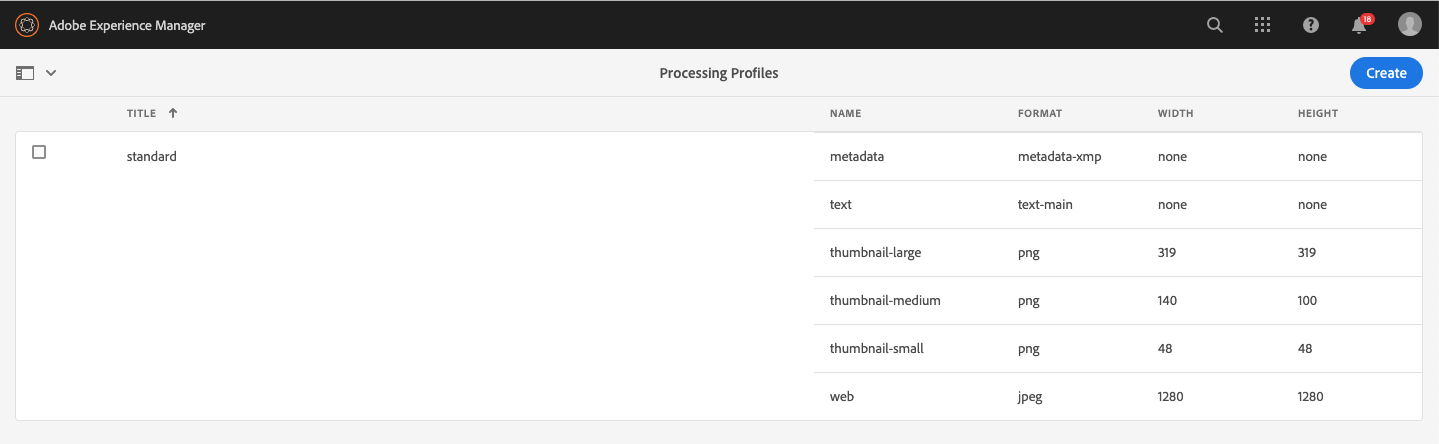 Adobe Experience Manager
18
Processing Profiles
Create
TITLE NAME FORMAT WIDTH HEIGHT
standard metadata metadata-xmp none none
text text-main none none
thumbnail-large png 319 319
thumbnail-medium png 140 100
thumbnail-small png 48 48
web jpeg 1280 1280